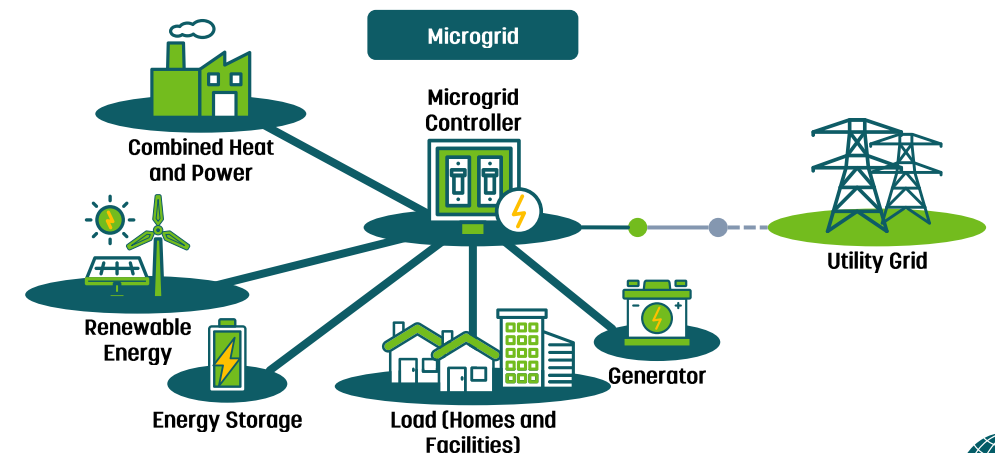 Microgrid
Microgrid
Controller
Combined Heat
and Power
Utility Grid
Renewable
Energy
Generator
Energy Storage
Load (Homes and
Facilities)